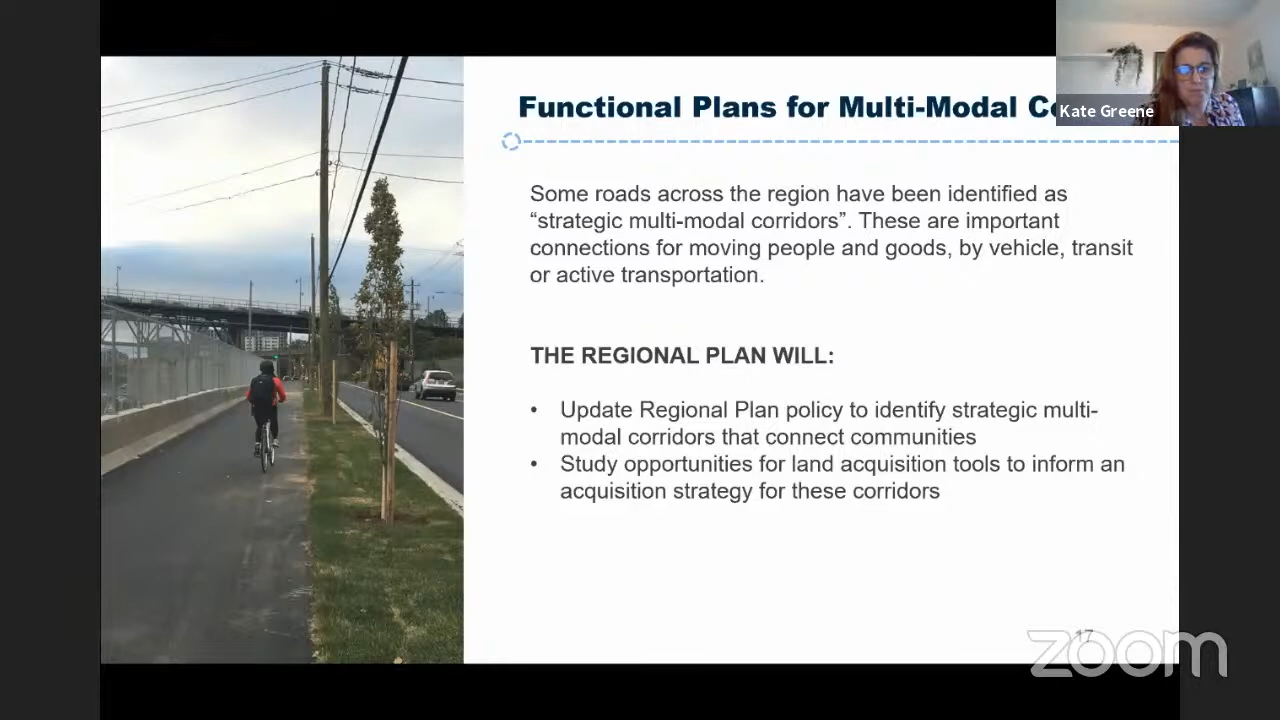 Functional Plans for Multi-Modal
Kate Greene
Some roads across the region have been identified as
“strategic multi-modal corridors”. These are important
connections for moving people and goods, by vehicle, transit
or active transportation.
THE REGIONAL PLAN WILL:
• Update Regional Plan policy to identify strategic multi-
modal corridors that connect communities
• Study opportunities for land acquisition tools to inform an
acquisition strategy for these corridors
17
zoom